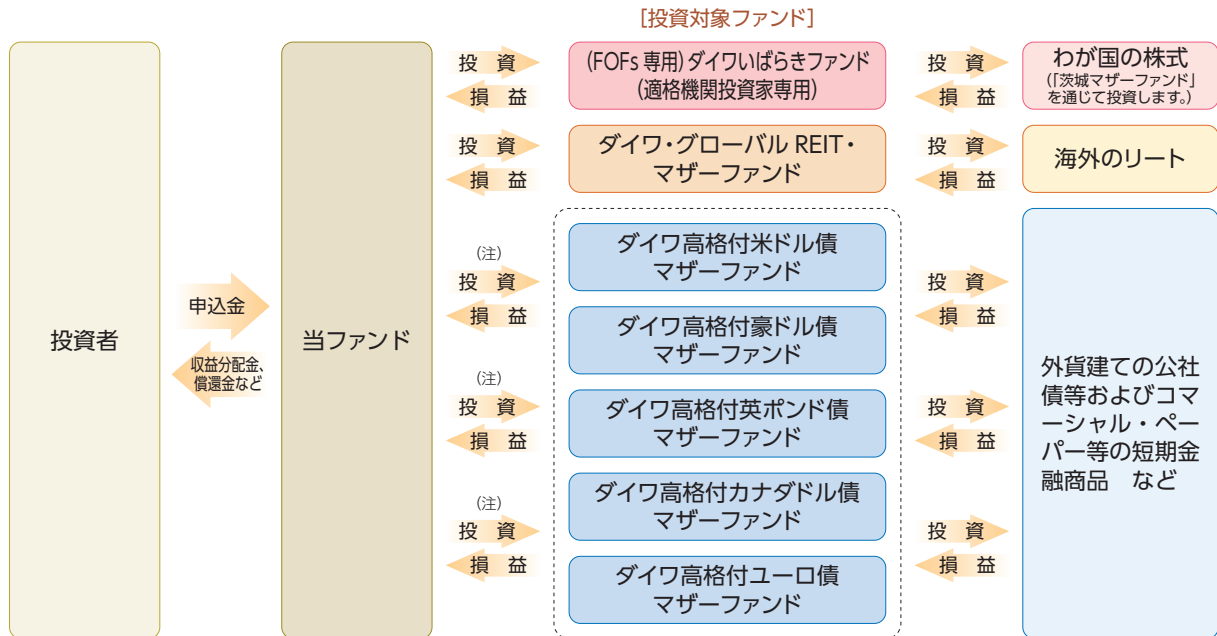 [投資対象ファンド]
投資者
申込金
収益分配金、
償還金など
当ファンド
投 資
損 益
(FOFs 専用) ダイワいばらきファンド
(適格機関投資家専用)
投 資
損 益
わが国の株式
(「茨城マザーファンド」
を通じて投資します。)
投 資
損 益
ダイワ・グローバル REIT・
マザーファンド
投 資
損 益
海外のリート
(注)
投 資
損 益
(注)
投 資
損 益
(注)
投 資
損 益
ダイワ高格付米ドル債
マザーファンド
ダイワ高格付豪ドル債
マザーファンド
ダイワ高格付英ポンド債
マザーファンド
ダイワ高格付カナダドル債
マザーファンド
ダイワ高格付ユーロ債
マザーファンド
投 資
損 益
投 資
損 益
投 資
損 益
外貨建ての公社
債等およびコマ
ーシャル・ペー
パー等の短期金
融商品　など